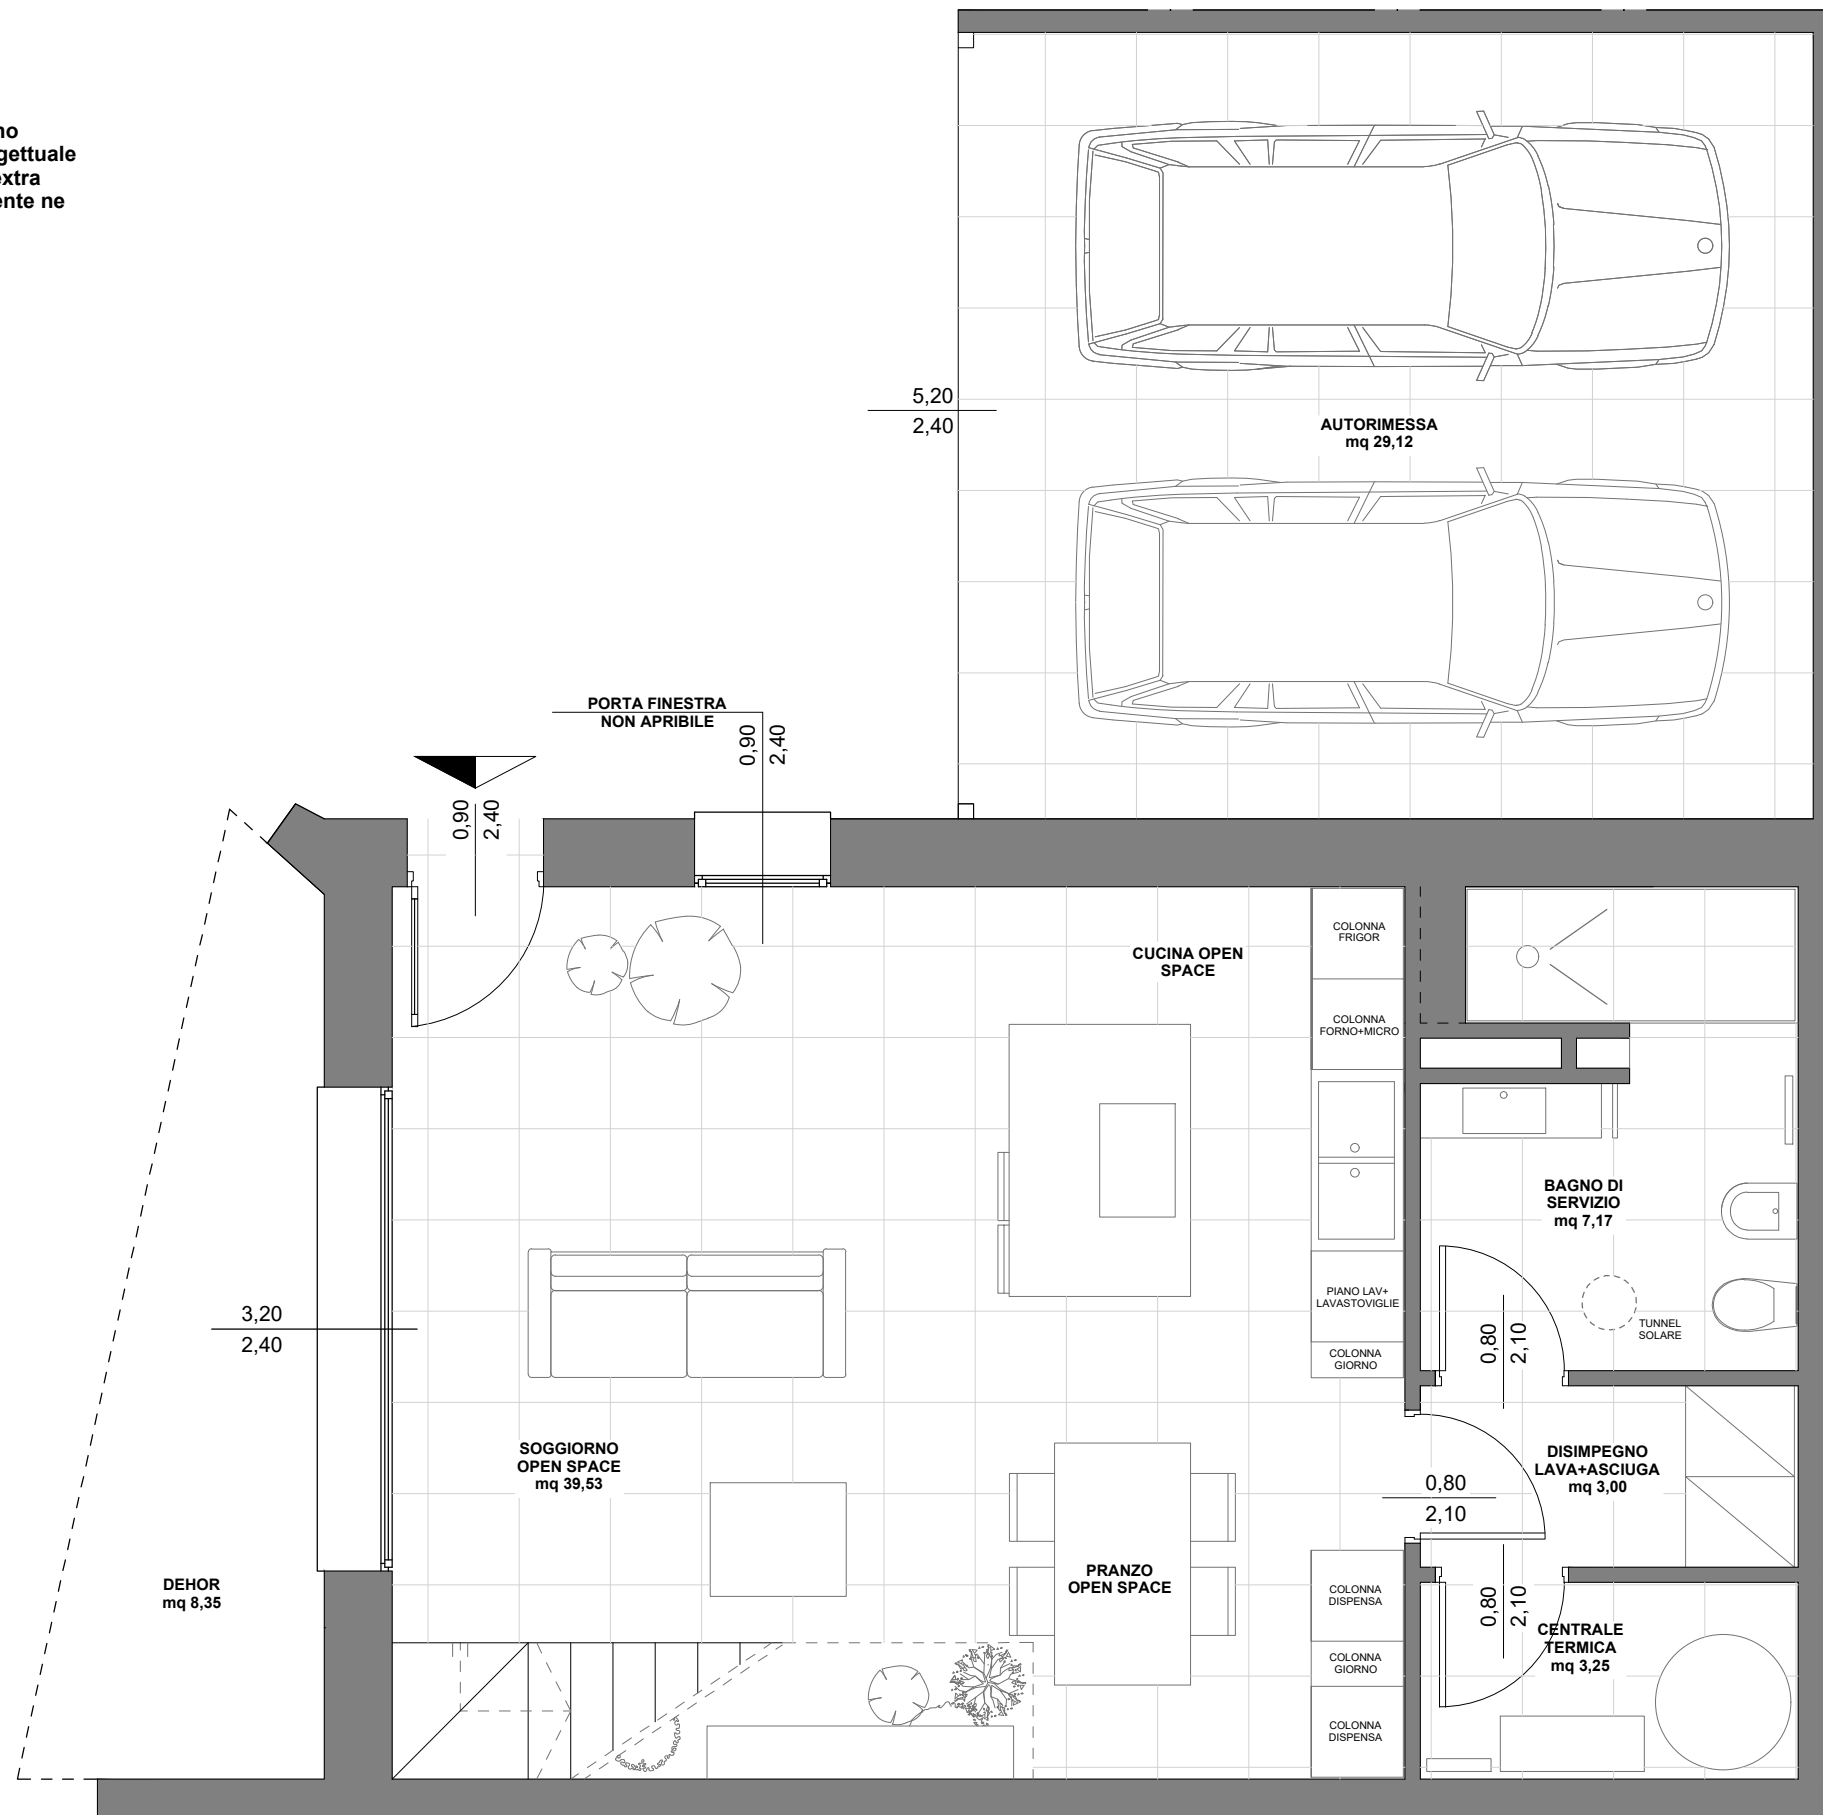 no
gettuale
extra
ente ne
5,20
2,40
AUTORIMESSA
mq 29,12
PORTA FINESTRA
NON APRIBILE
0,90
2,40
0,90
2,40
CUCINA OPEN
SPACE
COLONNA
FRIGOR
COLONNA
FORNO+MICRO
BAGNO DI
SERVIZIO
mq 7,17
PIANO LAV+
LAVASTOVIGLIE
COLONNA
GIORNO
TUNNEL
SOLARE
0,80
2,10
3,20
2,40
SOGGIORNO
OPEN SPACE
mq 39,53
DISIMPEGNO
LAVA+ASCIUGA
mq 3,00
0,80
2,10
PRANZO
OPEN SPACE
DEHOR
mq 8,35
COLONNA
DISPENSA
0,80
2,10
CENTRALE
TERMICA
mq 3,25
COLONNA
GIORNO
COLONNA
DISPENSA